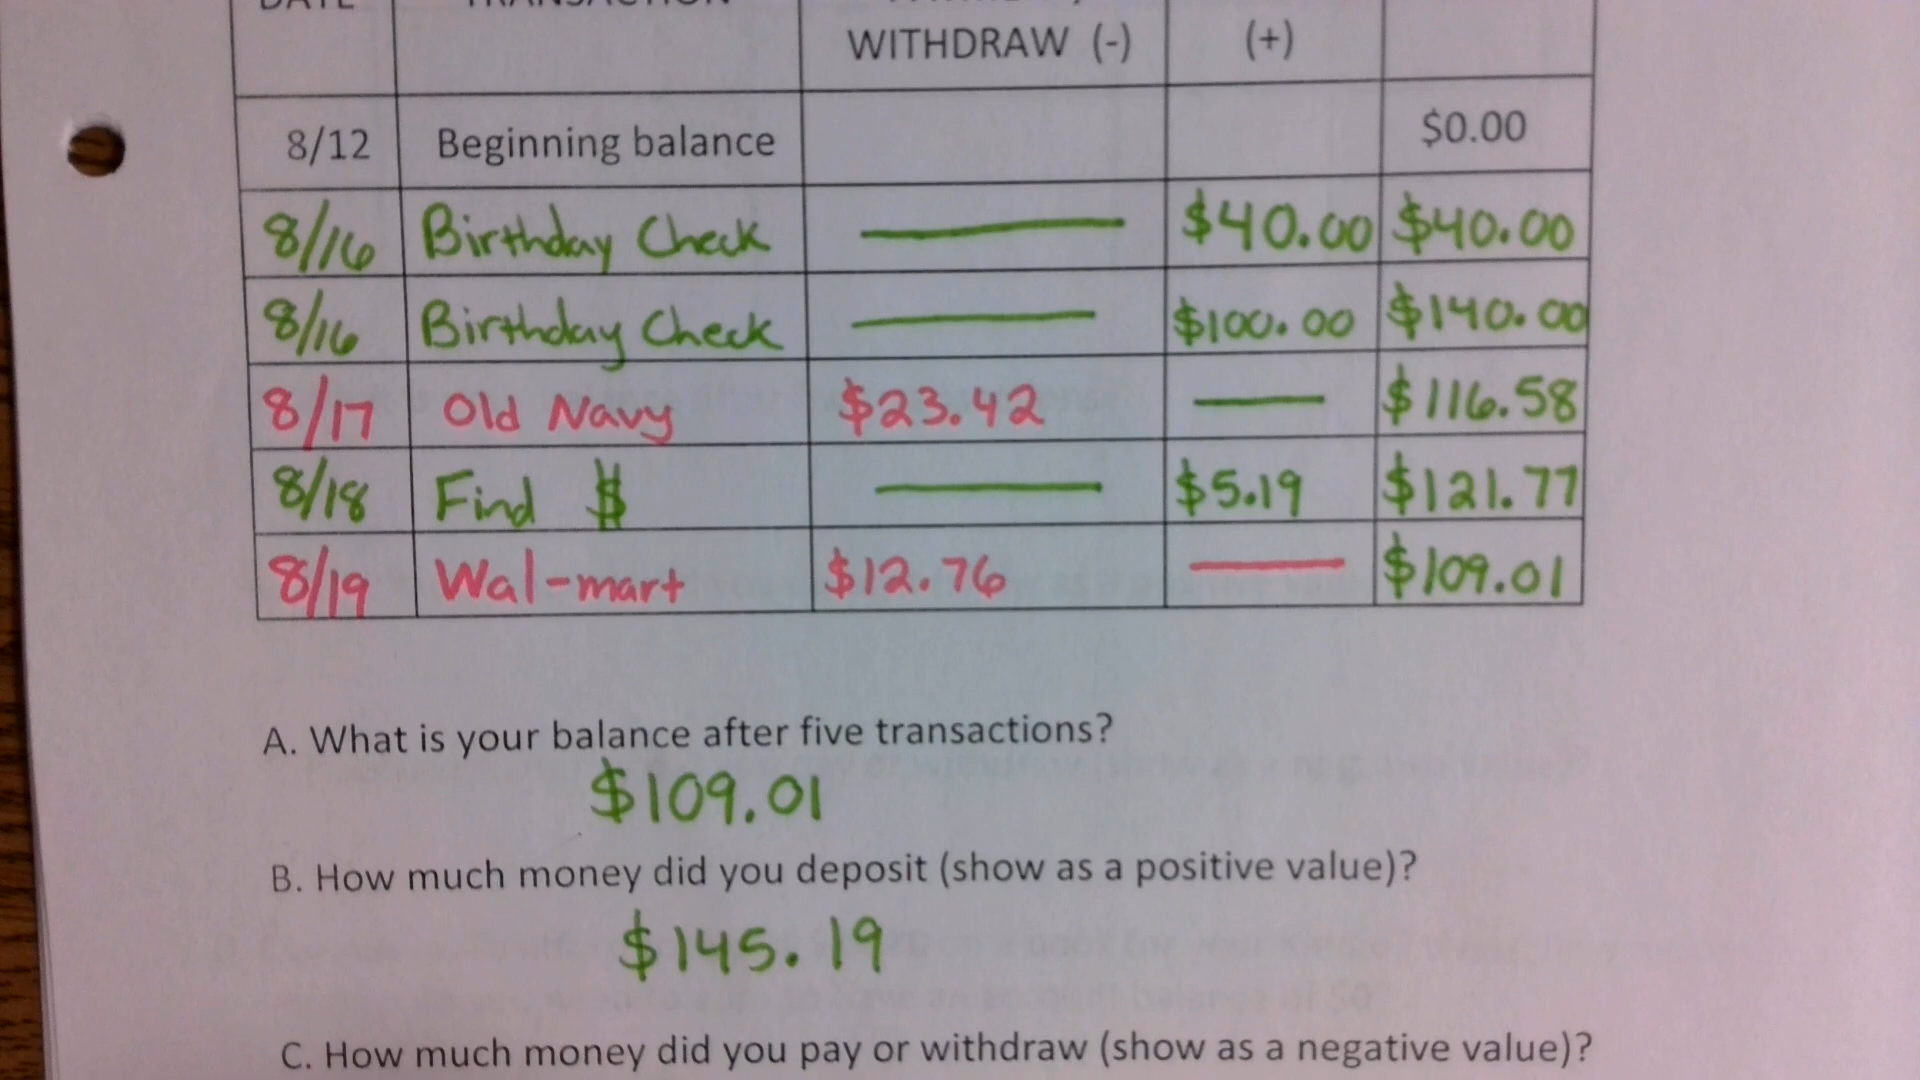 DATE TRANSACTION
WITHDRAW (-) (+)
8/12 Beginning balance $0.00
8/16 Birthday Check $40.00 $40.00
8/16 Birthday Check $100.00 $140.00
8/17 Old Navy $23.42 $116.58
8/18 Find $ $5.19 $121.77
8/19 Wal-mart $12.76 $109.01
A. What is your balance after five transactions?
$109.01
B. How much money did you deposit (show as a positive value)?
$145.19
C. How much money did you pay or withdraw (show as a negative value)?